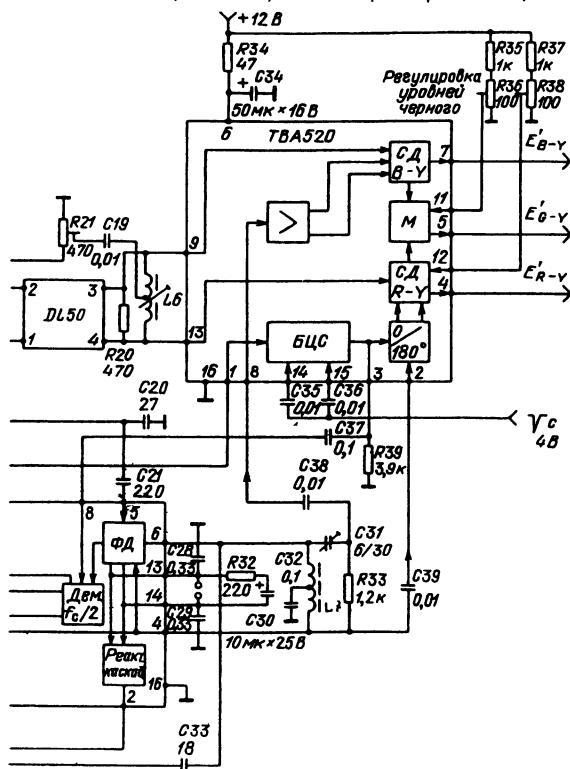 +12 В
R34
47
R35
1к
R37
1к
+
C34
Регулировка
уровней
черного
R36
100
R38
100
50мк×16В
6
TBA520
СД
B-Y
7
E'B-Y
11
М
5
E'G-Y
R21
470
C19
0,01
9
12
СД
R-Y
4
E'R-Y
2
3
DL50
L6
1
4
13
R20
470
БЦС
0
180°
16
1
8
14
15
3
2
C35
0,01
C36
0,01
C20
27
C37
0,1
R39
3,9к
4В
C21
220
C38
0,01
8
5
6
ФД
C28
0,33
13
R32
220
+
C32
0,1
C31
6/30
R33
1,2к
C39
0,01
Дем.
fc/2
14
C29
0,33
C30
4
10мк×25В
Реакт.
каскад
16
2
C33
18